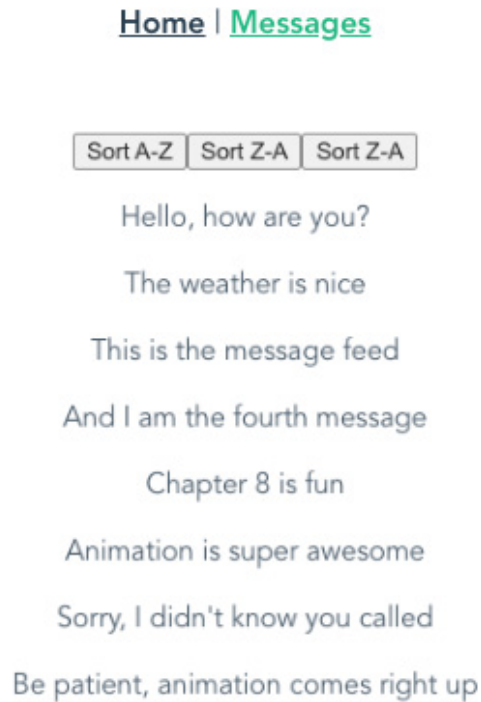 Home | Messages
Sort A-Z Sort Z-A Sort Z-A
Hello, how are you?
The weather is nice
This is the message feed
And I am the fourth message
Chapter 8 is fun
Animation is super awesome
Sorry, I didn't know you called
Be patient, animation comes right up